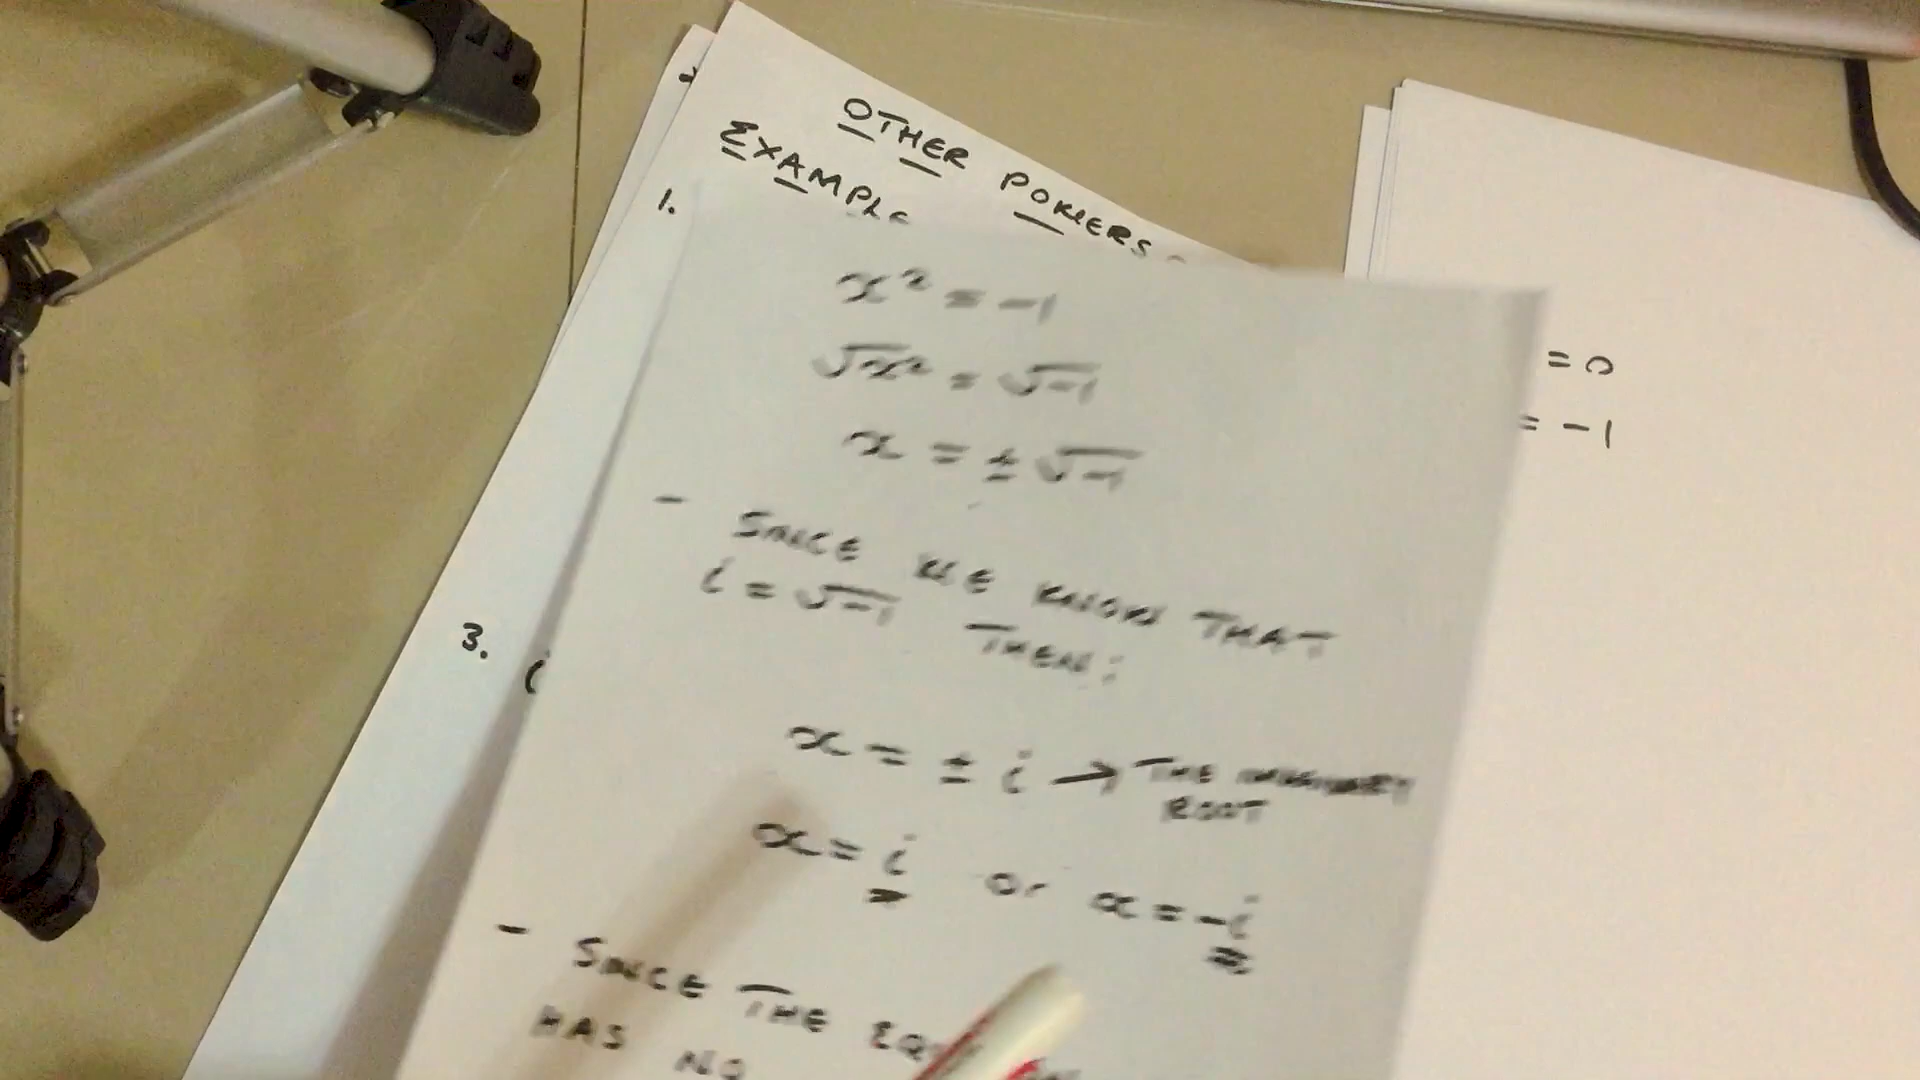 OTHER POWERS
EXAMPLE
1.
x² = -1
√x² = √-1
x = ± √-1
- SINCE WE KNOW THAT
i = √-1 THEN;
x = ± i → THE IMAGINARY
ROOT
x = i or x = -i
- SINCE THE
HAS NO
3. i
= 0
= -1